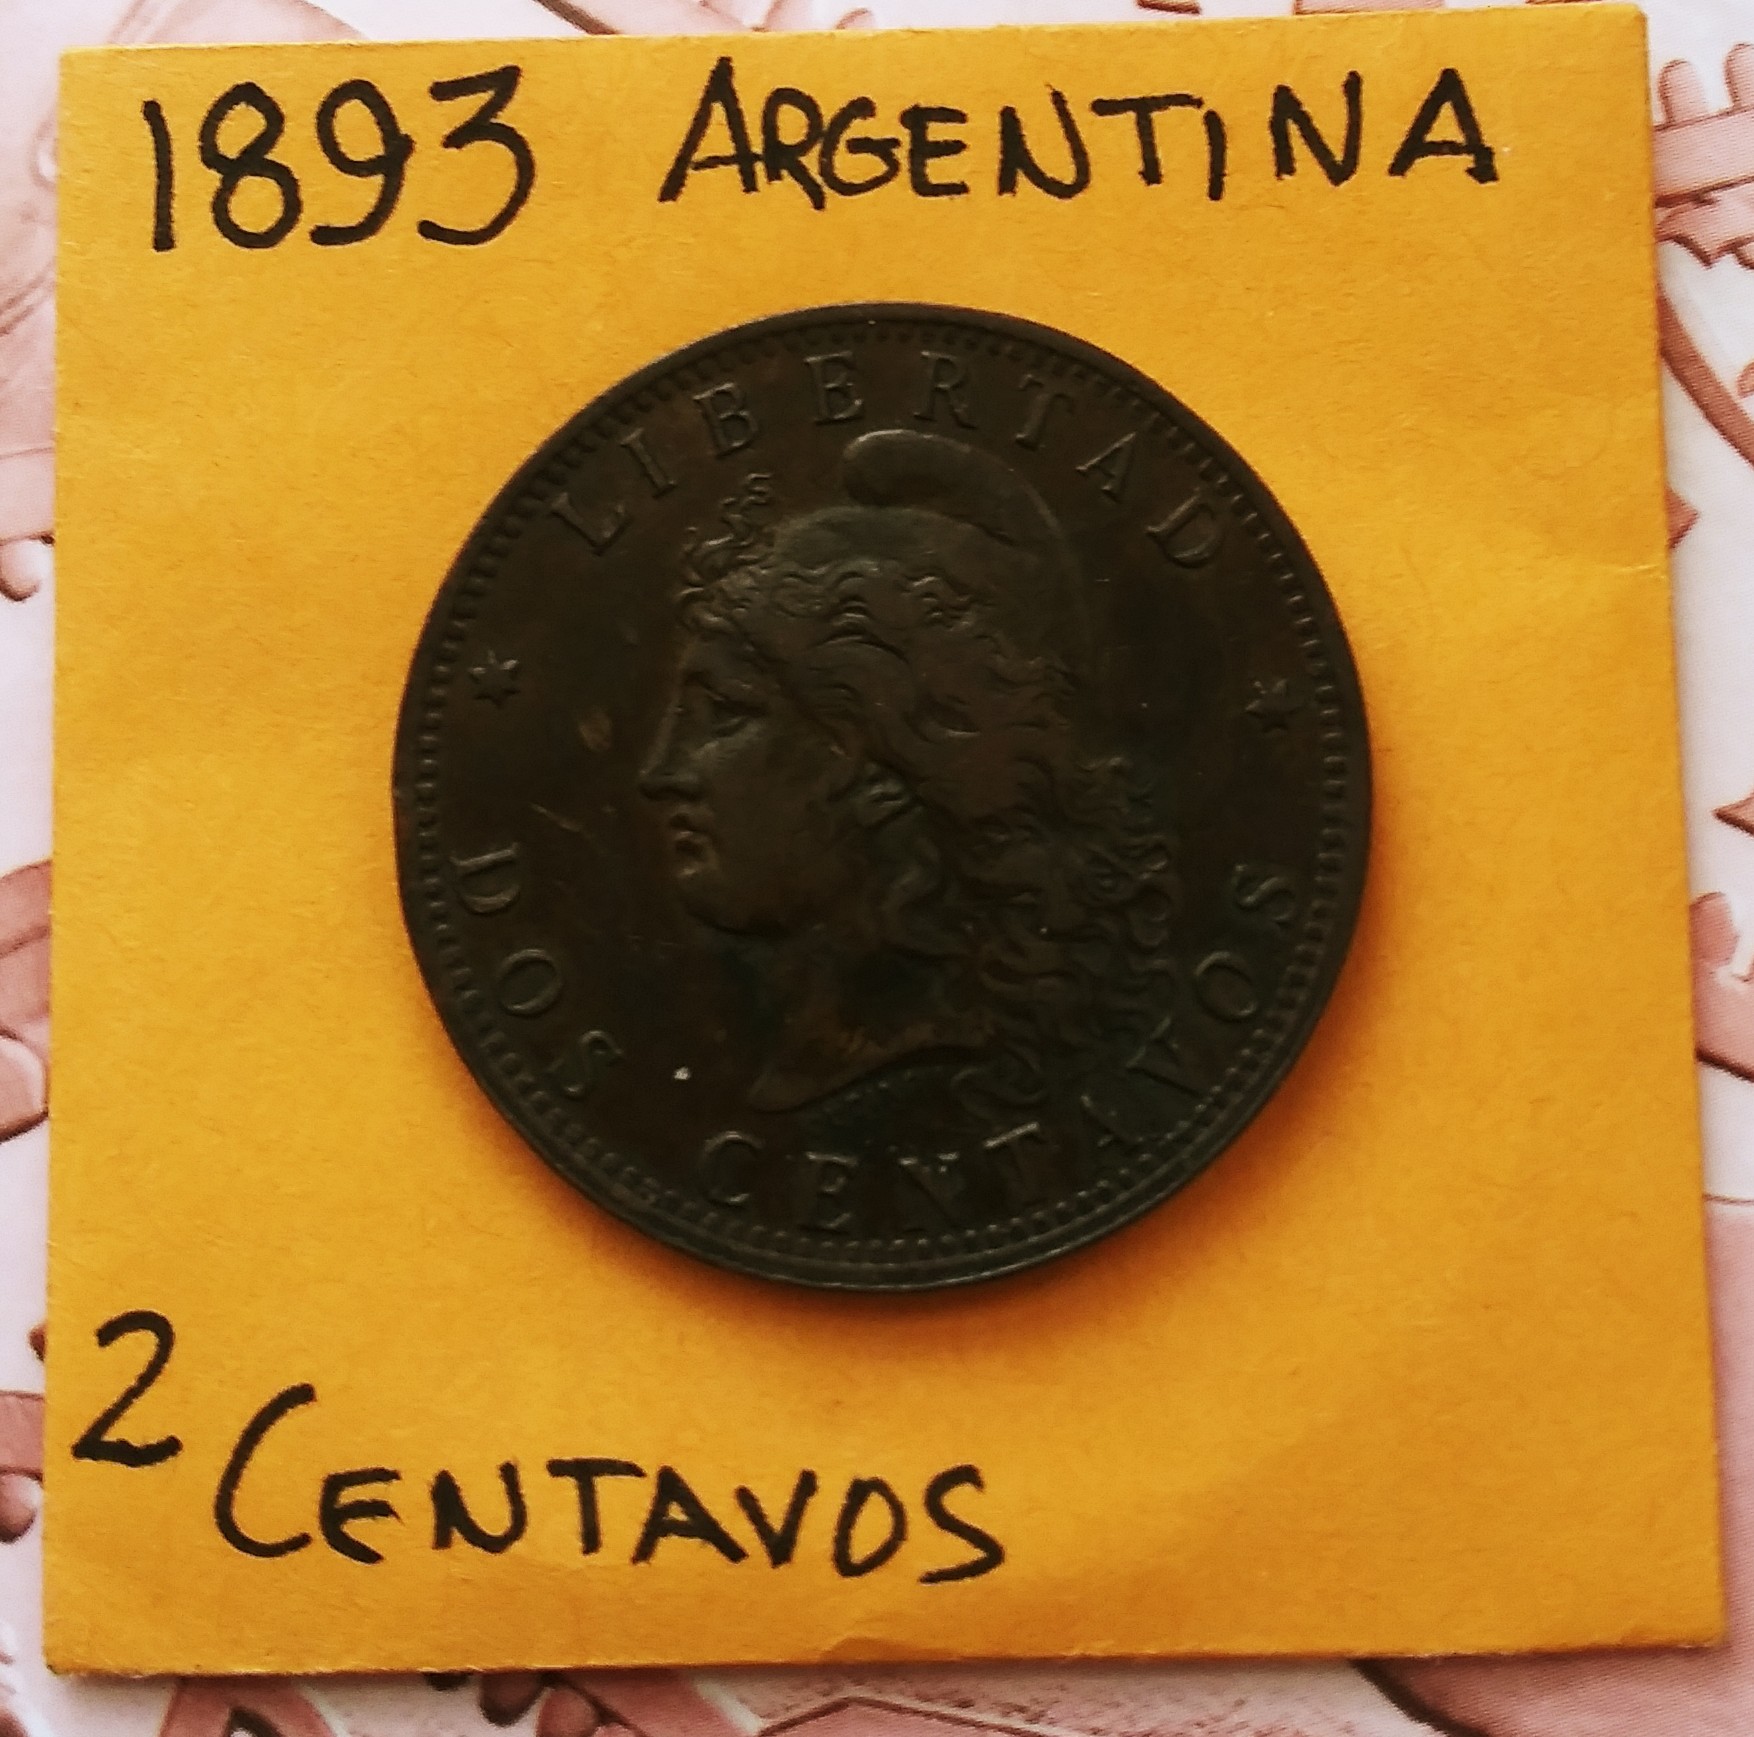 1893 ARGENTINA
LIBERTAD
DOS CENTAVOS
2 CENTAVOS